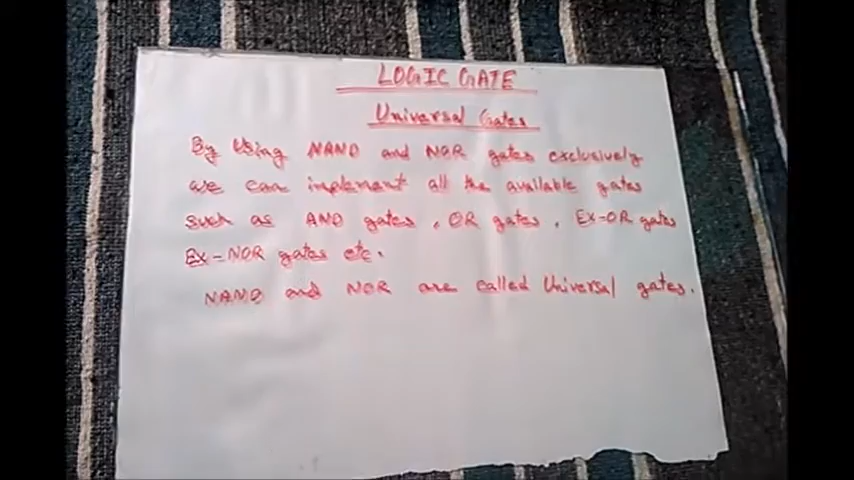 LOGIC GATE
Universal Gates
By Using NAND and NOR gates exclusively
we can implement all the available gates
such as AND gates, OR gates, EX-OR gates
EX-NOR gates etc.
NAND and NOR are called Universal gates.